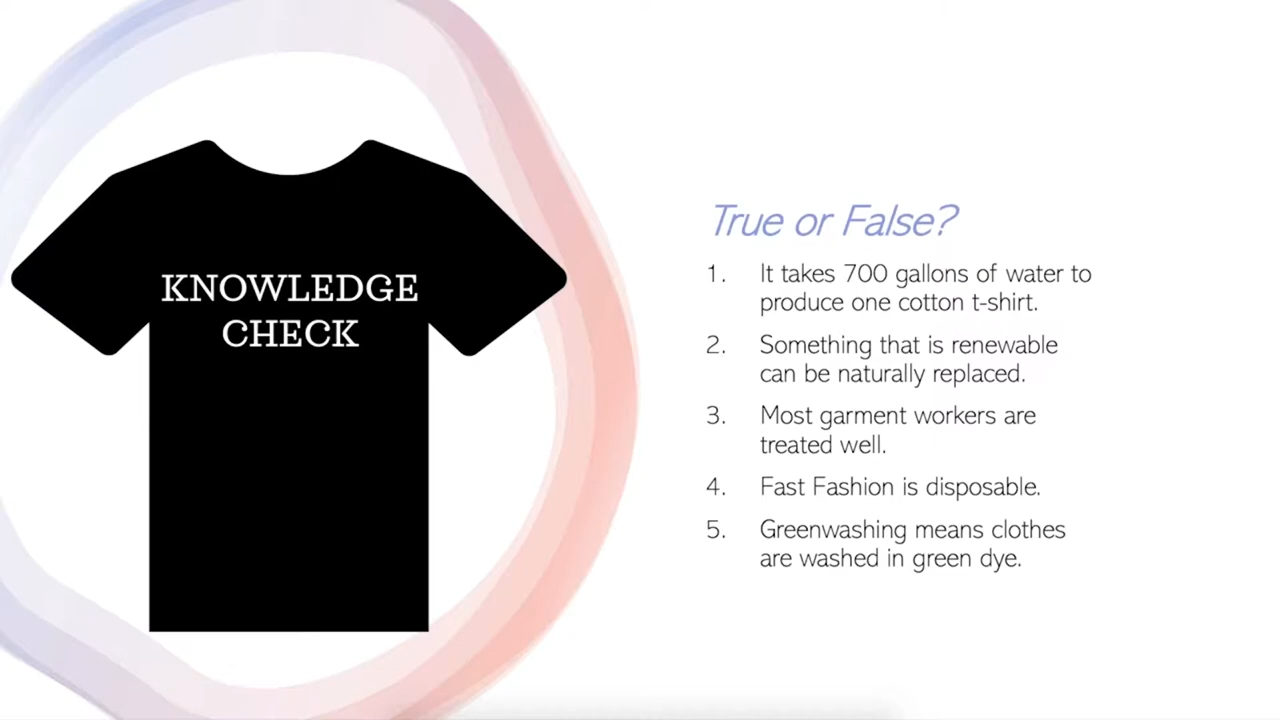 KNOWLEDGE
CHECK
True or False?
1. It takes 700 gallons of water to
produce one cotton t-shirt.
2. Something that is renewable
can be naturally replaced.
3. Most garment workers are
treated well.
4. Fast Fashion is disposable.
5. Greenwashing means clothes
are washed in green dye.